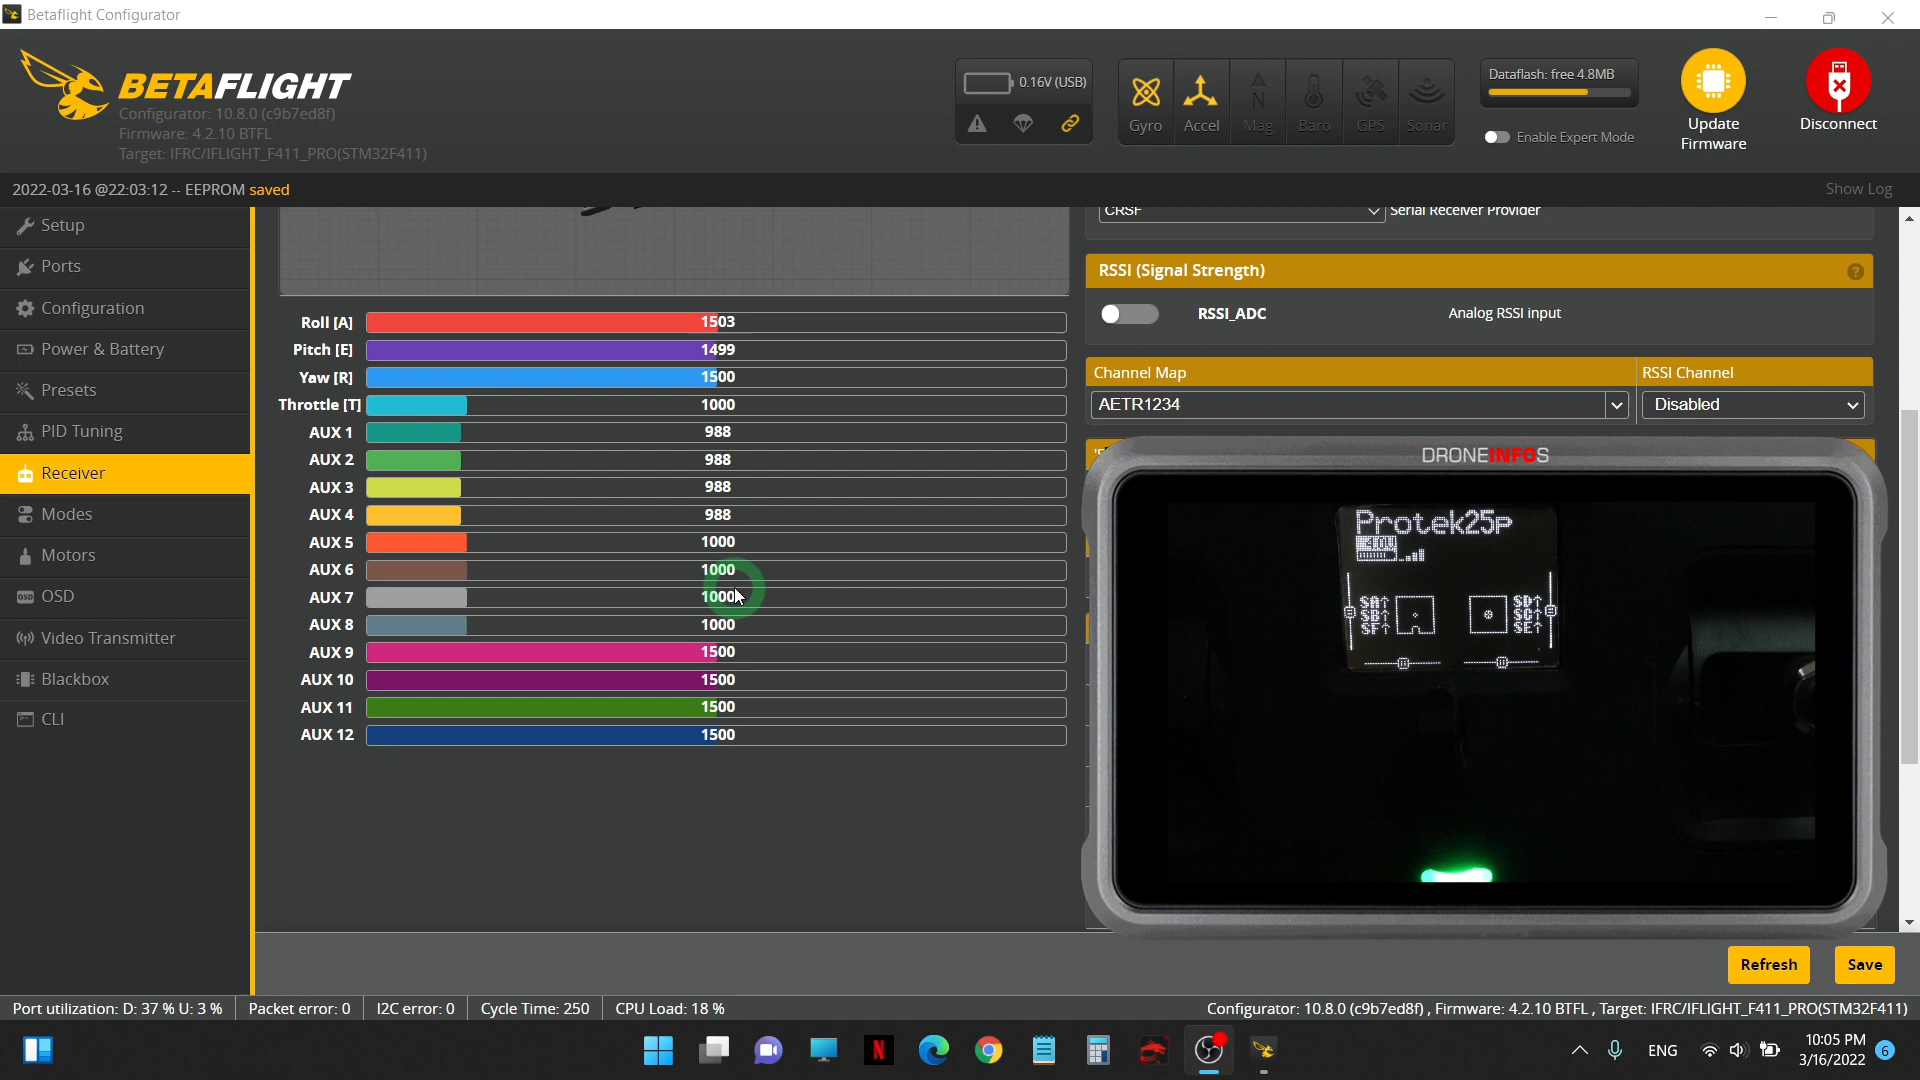 Betaflight Configurator
BETAFLIGHT
Configurator: 10.8.0 (c9b7ed8f)
Firmware: 4.2.10 BTFL
Target: IFRC/IFLIGHT_F411_PRO(STM32F411)
0.16V (USB)
Gyro
Accel
Mag
Baro
GPS
Sonar
Dataflash: free 4.8MB
Enable Expert Mode
Update
Firmware
Disconnect
2022-03-16 @22:03:12 -- EEPROM saved
Show Log
Setup
Ports
Configuration
Power & Battery
Presets
PID Tuning
Receiver
Modes
Motors
OSD
Video Transmitter
Blackbox
CLI
Roll [A] 1503
Pitch [E] 1499
Yaw [R] 1500
Throttle [T] 1000
AUX 1 988
AUX 2 988
AUX 3 988
AUX 4 988
AUX 5 1000
AUX 6 1000
AUX 7 1000
AUX 8 1000
AUX 9 1500
AUX 10 1500
AUX 11 1500
AUX 12 1500
CRSF Serial Receiver Provider
RSSI (Signal Strength)
RSSI_ADC Analog RSSI input
Channel Map RSSI Channel
AETR1234 Disabled
DRONEINFOS
Protek25p
SA↑ SD↑
SB↑ SC↑
SF↑ SE↑
Refresh Save
Port utilization: D: 37 % U: 3 % Packet error: 0 I2C error: 0 Cycle Time: 250 CPU Load: 18 %
Configurator: 10.8.0 (c9b7ed8f) , Firmware: 4.2.10 BTFL , Target: IFRC/IFLIGHT_F411_PRO(STM32F411)
N
ENG
10:05 PM
3/16/2022
6